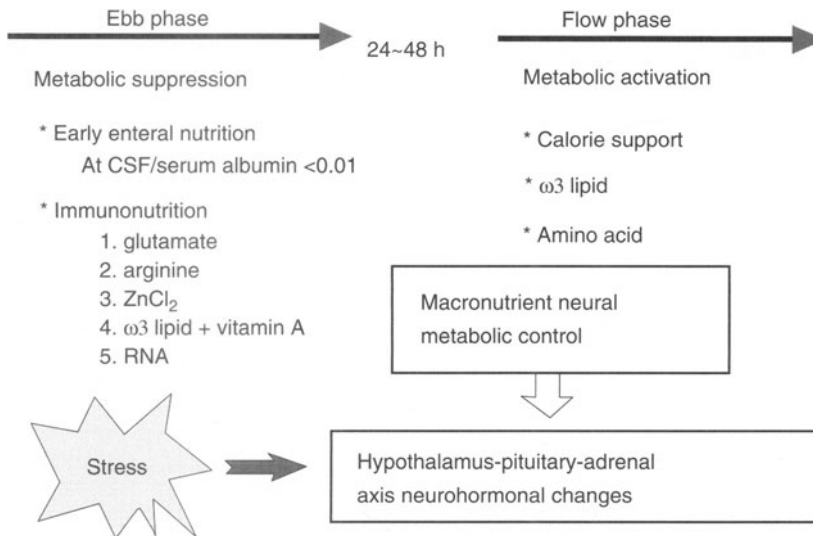 Ebb phase
24~48 h
Flow phase
Metabolic suppression
* Early enteral nutrition
At CSF/serum albumin <0.01
* Immunonutrition
1. glutamate
2. arginine
3. ZnCl₂
4. ω3 lipid + vitamin A
5. RNA
Metabolic activation
* Calorie support
* ω3 lipid
* Amino acid
Macronutrient neural
metabolic control
Stress
Hypothalamus-pituitary-adrenal
axis neurohormonal changes